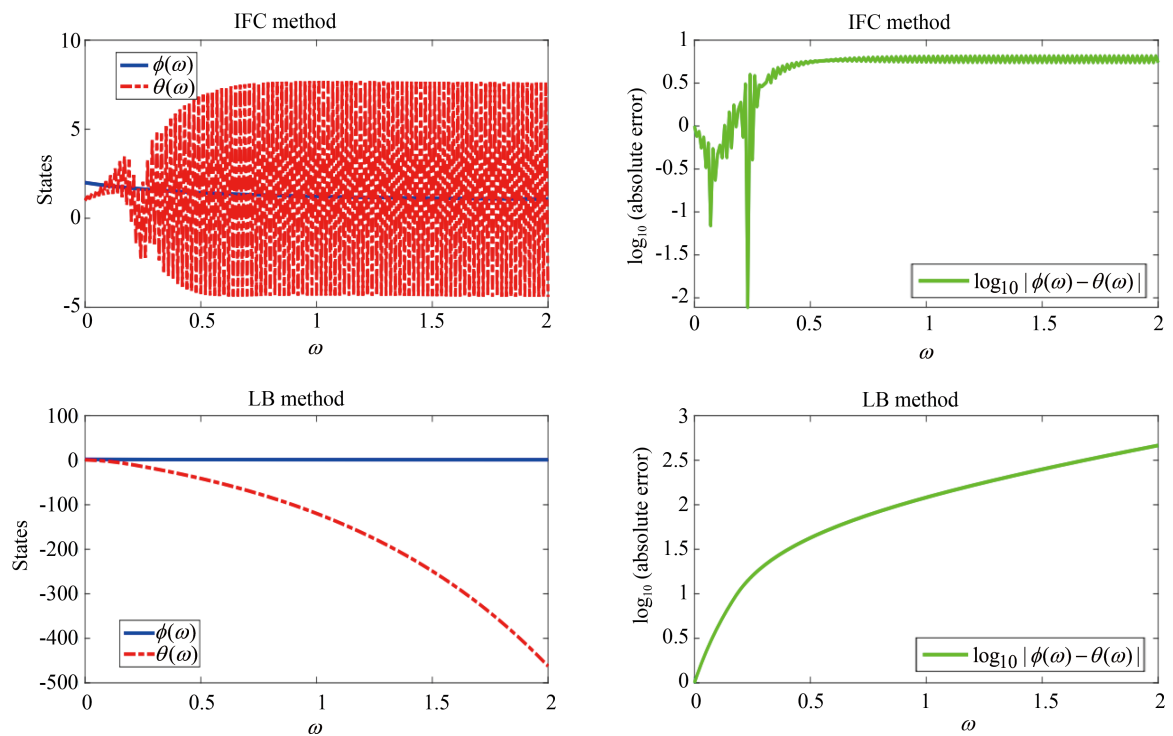 IFC method
10
5
0
-5
States
ϕ(ω)
θ(ω)
0 0.5 1 1.5 2
ω
IFC method
1
0.5
0
-0.5
-1
-1.5
-2
log₁₀ (absolute error)
log₁₀ | ϕ(ω) − θ(ω) |
0 0.5 1 1.5 2
ω
LB method
100
0
-100
-200
-300
-400
-500
States
ϕ(ω)
θ(ω)
0 0.5 1 1.5 2
ω
LB method
3
2.5
2
1.5
1
0.5
0
log₁₀ (absolute error)
log₁₀ | ϕ(ω) − θ(ω) |
0 0.5 1 1.5 2
ω